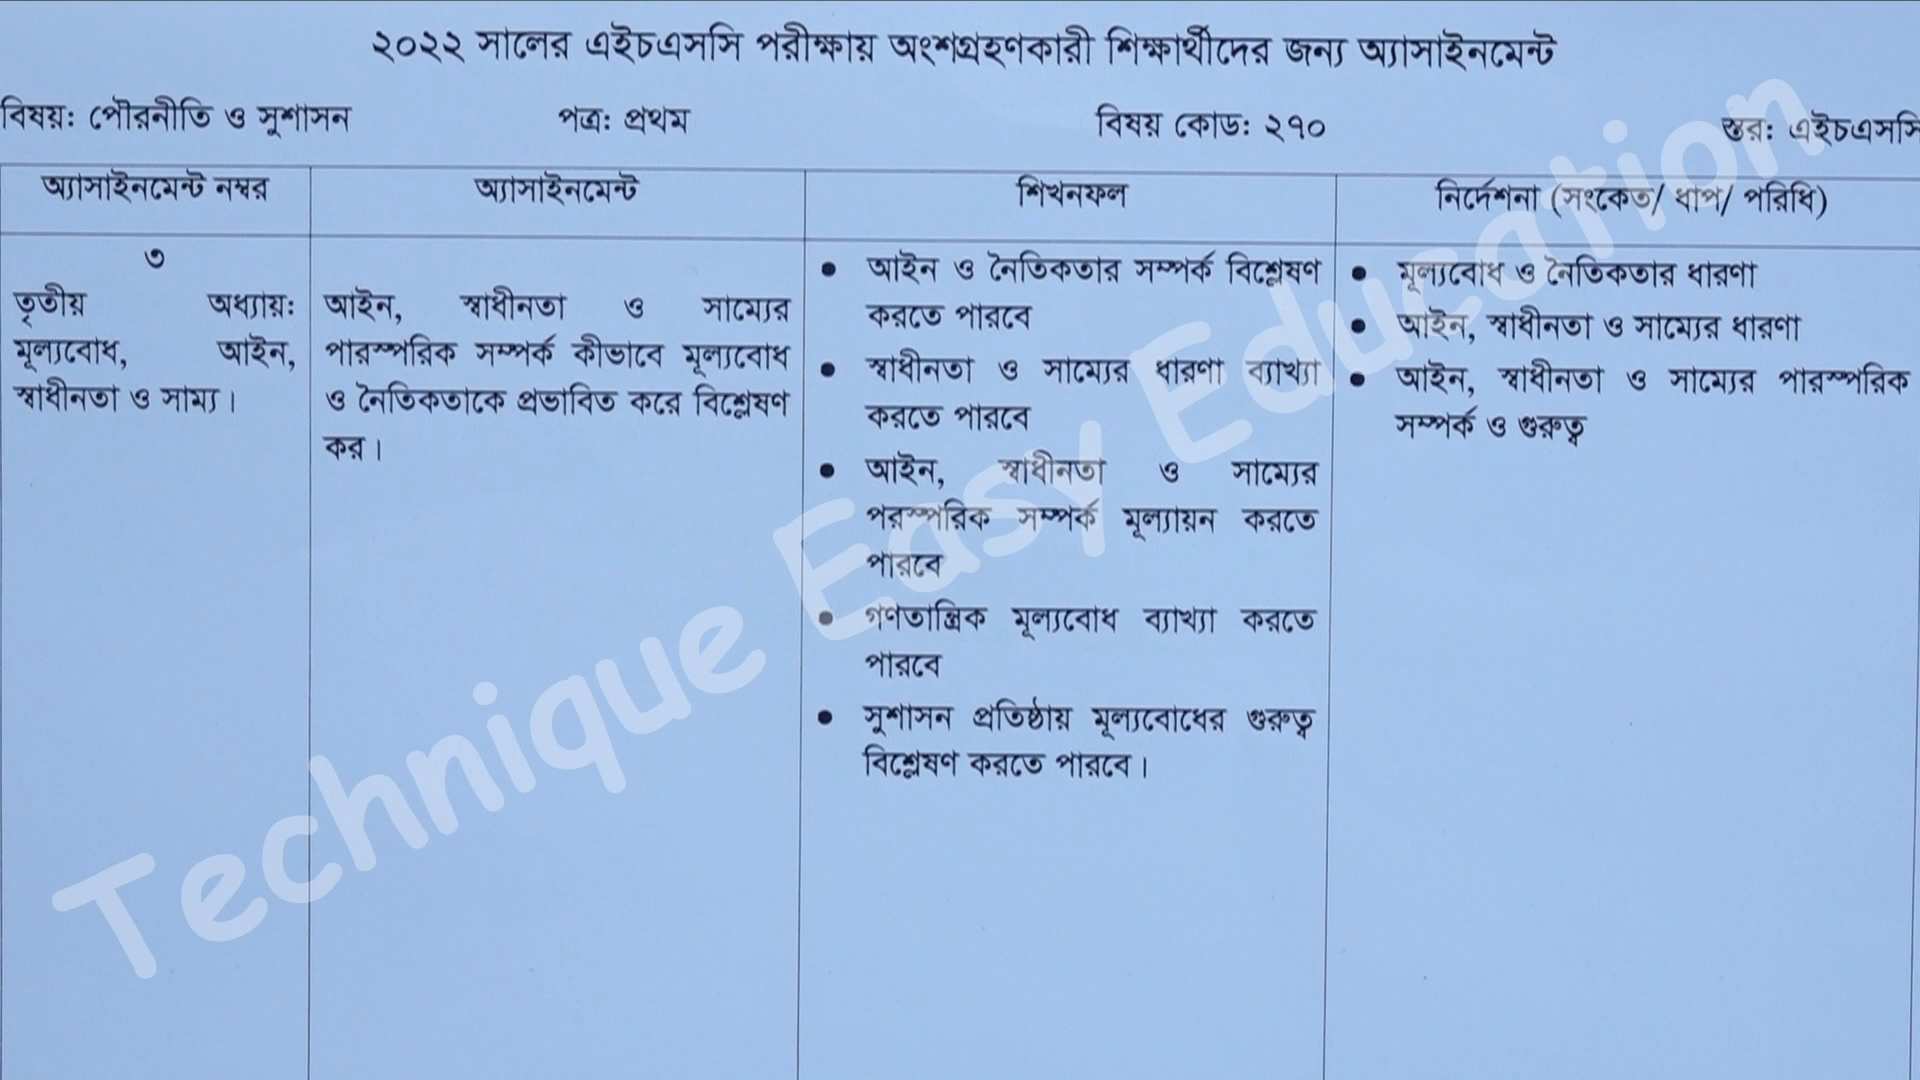 ২০২২ সালের এইচএসসি পরীক্ষায় অংশগ্রহণকারী শিক্ষার্থীদের জন্য অ্যাসাইনমেন্ট
বিষয়: পৌরনীতি ও সুশাসন পত্র: প্রথম বিষয় কোড: ২৭০ স্তর: এইচএসসি
অ্যাসাইনমেন্ট নম্বর
৩
তৃতীয় অধ্যায়:
মূল্যবোধ, আইন,
স্বাধীনতা ও সাম্য।
অ্যাসাইনমেন্ট
আইন, স্বাধীনতা ও সাম্যের
পারস্পরিক সম্পর্ক কীভাবে মূল্যবোধ
ও নৈতিকতাকে প্রভাবিত করে বিশ্লেষণ
কর।
শিখনফল
• আইন ও নৈতিকতার সম্পর্ক বিশ্লেষণ
করতে পারবে
• স্বাধীনতা ও সাম্যের ধারণা ব্যাখ্যা
করতে পারবে
• আইন, স্বাধীনতা ও সাম্যের
পরস্পরিক সম্পর্ক মূল্যায়ন করতে
পারবে
• গণতান্ত্রিক মূল্যবোধ ব্যাখ্যা করতে
পারবে
• সুশাসন প্রতিষ্ঠায় মূল্যবোধের গুরুত্ব
বিশ্লেষণ করতে পারবে।
নির্দেশনা (সংকেত/ ধাপ/ পরিধি)
• মূল্যবোধ ও নৈতিকতার ধারণা
• আইন, স্বাধীনতা ও সাম্যের ধারণা
• আইন, স্বাধীনতা ও সাম্যের পারস্পরিক
সম্পর্ক ও গুরুত্ব
Technique Easy Education